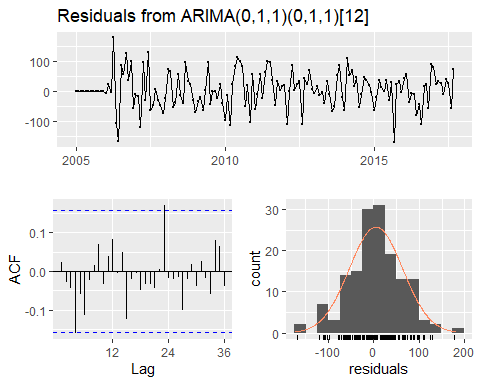 Residuals from ARIMA(0,1,1)(0,1,1)[12]
100
0
-100
2005 2010 2015
ACF
0.1
0.0
-0.1
12 24 36
Lag
count
30
20
10
0
-100 0 100 200
residuals